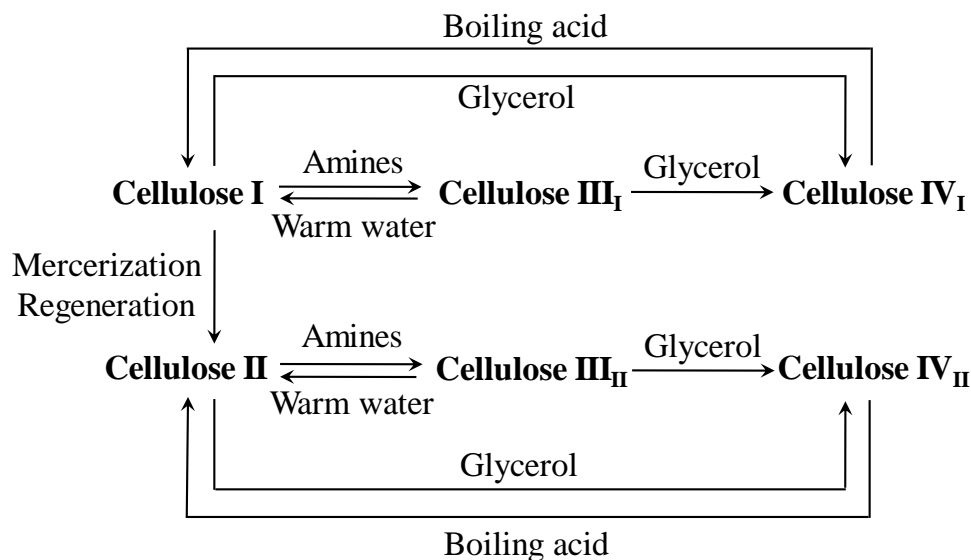 Boiling acid
Glycerol
Amines
Glycerol
Cellulose I
Cellulose III_I
Cellulose IV_I
Warm water
Mercerization
Regeneration
Amines
Glycerol
Cellulose II
Cellulose III_II
Cellulose IV_II
Warm water
Glycerol
Boiling acid